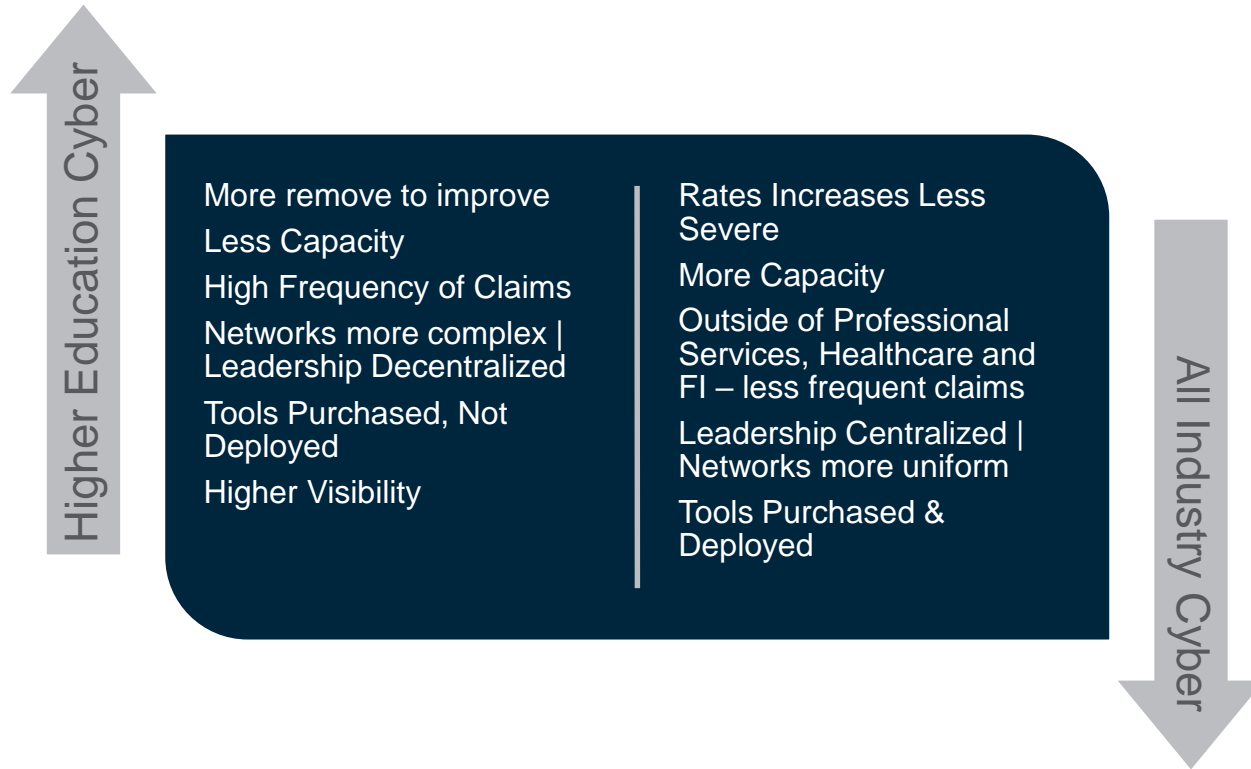 Higher Education Cyber
More remove to improve
Less Capacity
High Frequency of Claims
Networks more complex |
Leadership Decentralized
Tools Purchased, Not
Deployed
Higher Visibility
Rates Increases Less
Severe
More Capacity
Outside of Professional
Services, Healthcare and
FI – less frequent claims
Leadership Centralized |
Networks more uniform
Tools Purchased &
Deployed
All Industry Cyber